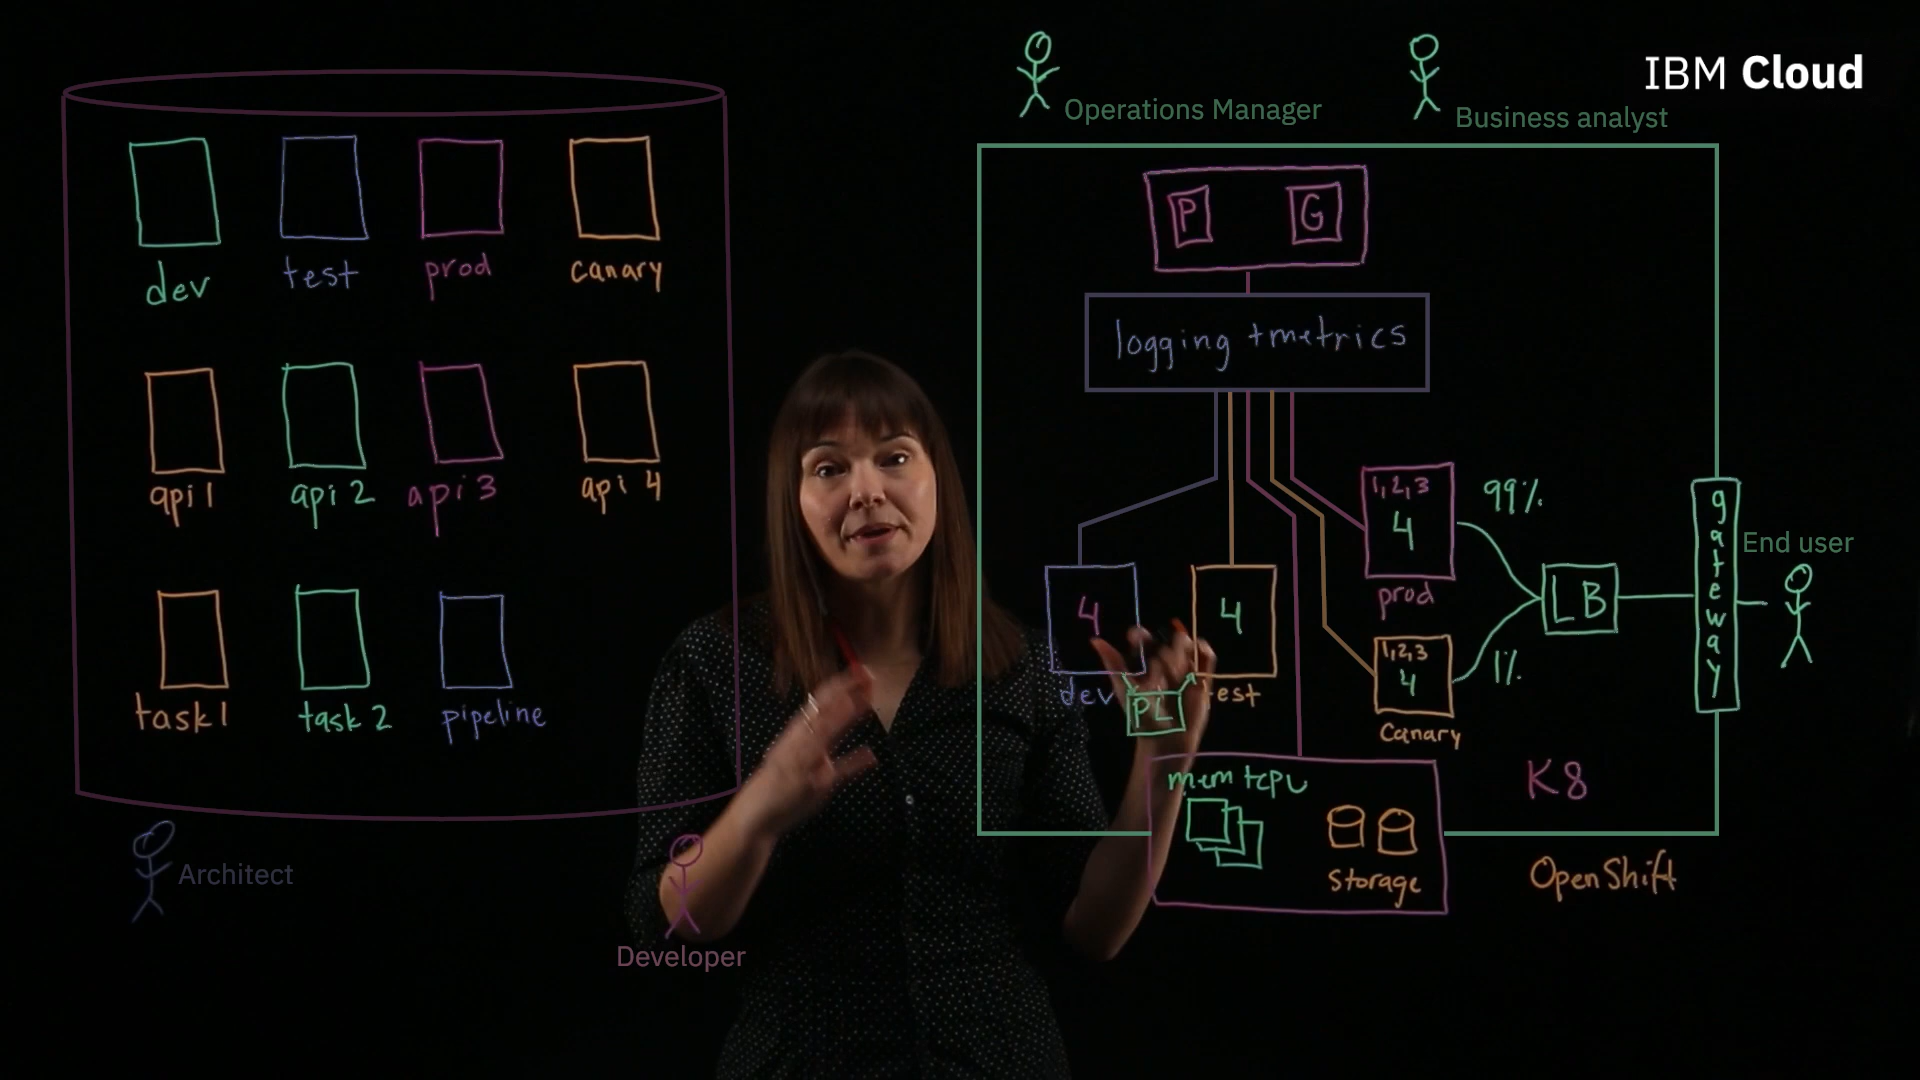 IBM Cloud
Operations Manager
Business analyst
dev
test
prod
canary
api 1
api 2
api 3
api 4
task 1
task 2
pipeline
Architect
Developer
P
G
logging + metrics
1,2,3
4
prod
99%
4
dev
4
test
PL
1,2,3
4
Canary
1%
LB
gateway
End user
mem + cpu
storage
K8
OpenShift